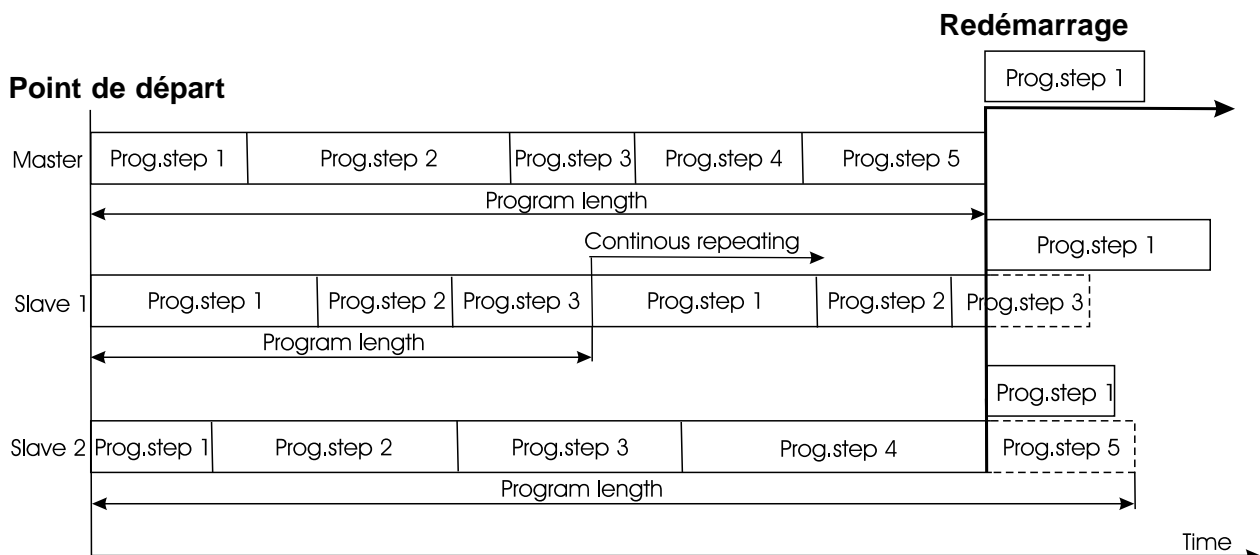 Redémarrage
Prog.step 1
Point de départ
Master Prog.step 1 Prog.step 2 Prog.step 3 Prog.step 4 Prog.step 5
Program length
Continous repeating
Prog.step 1
Slave 1 Prog.step 1 Prog.step 2 Prog.step 3 Prog.step 1 Prog.step 2 Prog.step 3
Program length
Prog.step 1
Slave 2 Prog.step 1 Prog.step 2 Prog.step 3 Prog.step 4 Prog.step 5
Program length
Time